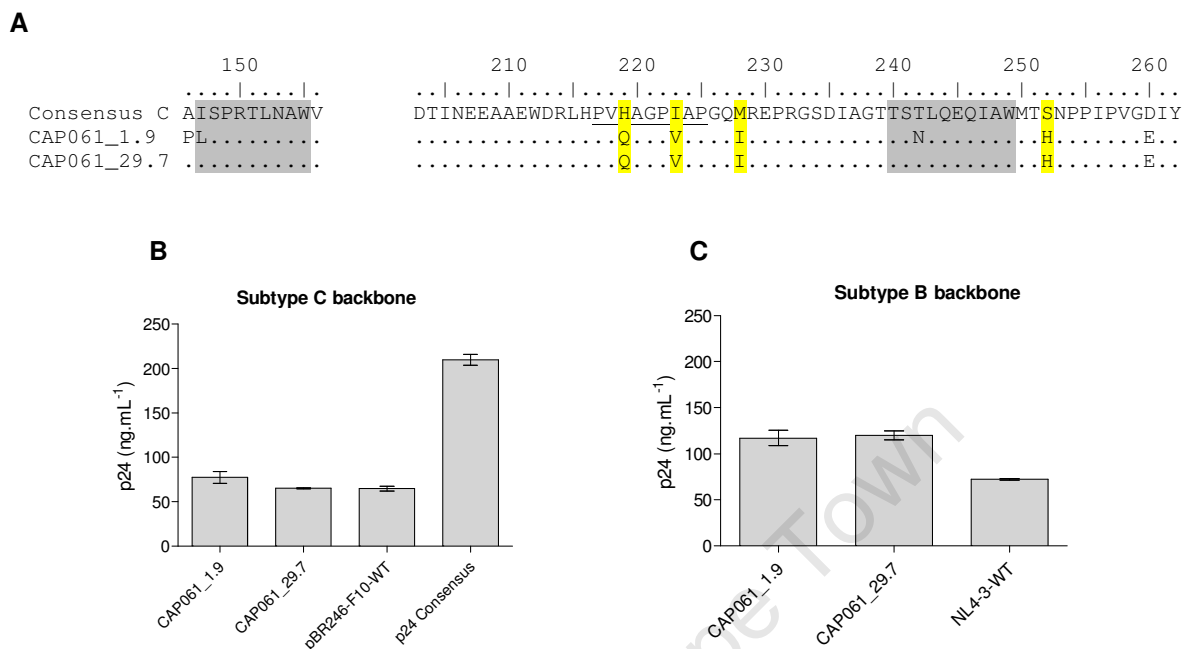 A
150 210 220 230 240 250 260
Consensus C AISPRTLNAWV DTINEEAAEWDRLHPVHAGPIAPGQMREPRGSDIAGTTSTLQEQIAWMTSNPPIPVGDIY
CAP061_1.9 PL......... ................Q...V....I.............N.........H.......E..
CAP061_29.7 ........... ................Q...V....I.......................H.......E..
B
Subtype C backbone
p24 (ng.mL⁻¹)
250
200
150
100
50
0
CAP061_1.9
CAP061_29.7
pBR246-F10-WT
p24 Consensus
C
Subtype B backbone
p24 (ng.mL⁻¹)
250
200
150
100
50
0
CAP061_1.9
CAP061_29.7
NL4-3-WT
pe Town